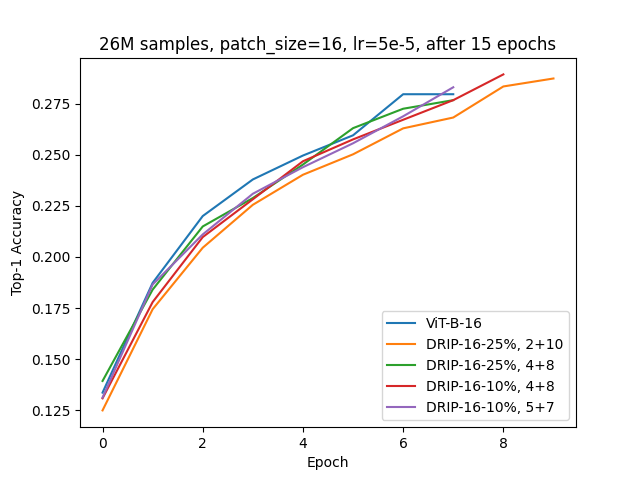 26M samples, patch_size=16, lr=5e-5, after 15 epochs
Top-1 Accuracy
0.275
0.250
0.225
0.200
0.175
0.150
0.125
ViT-B-16
DRIP-16-25%, 2+10
DRIP-16-25%, 4+8
DRIP-16-10%, 4+8
DRIP-16-10%, 5+7
0 2 4 6 8
Epoch